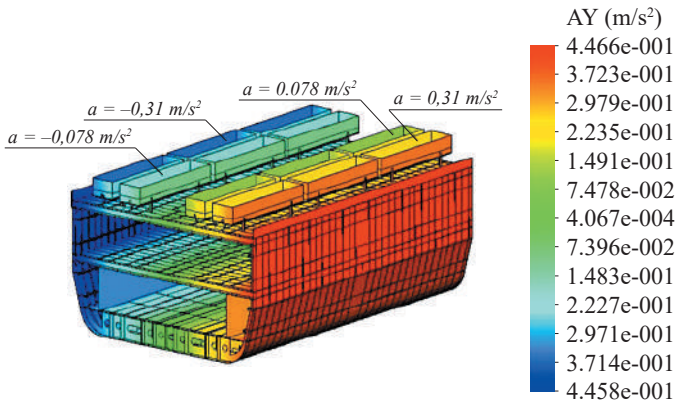 AY (m/s²)
a = 0.078 m/s²
a = –0,31 m/s²
a = 0,31 m/s²
a = –0,078 m/s²
4.466e-001
3.723e-001
2.979e-001
2.235e-001
1.491e-001
7.478e-002
4.067e-004
7.396e-002
1.483e-001
2.227e-001
2.971e-001
3.714e-001
4.458e-001